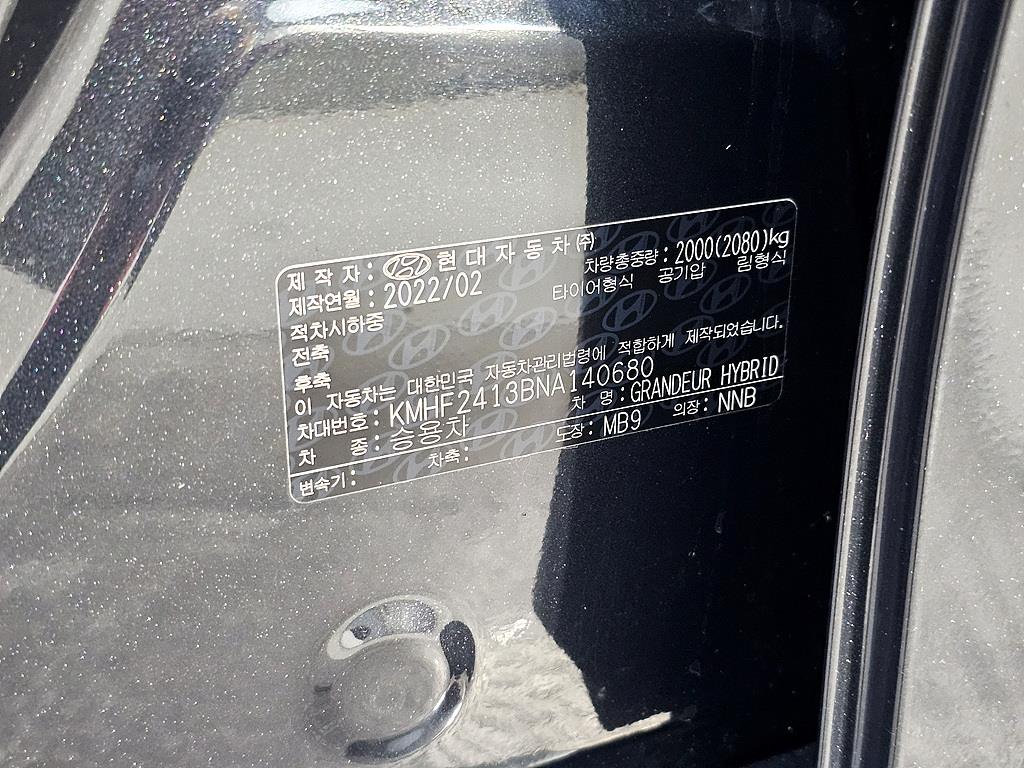 제 작 자 : 현 대 자 동 차 ㈜ 차량총중량 : 2000(2080)kg
제작연월 : 2022/02 타이어형식 공기압 림형식
적차시하중
전축
후축
이 자동차는 대한민국 자동차관리법령에 적합하게 제작되었습니다.
차대번호 : KMHF2413BNA140680
차 종 : 승용차 차 명 : GRANDEUR HYBRID
변속기 : 차축 : 도장 : MB9 의장 : NNB